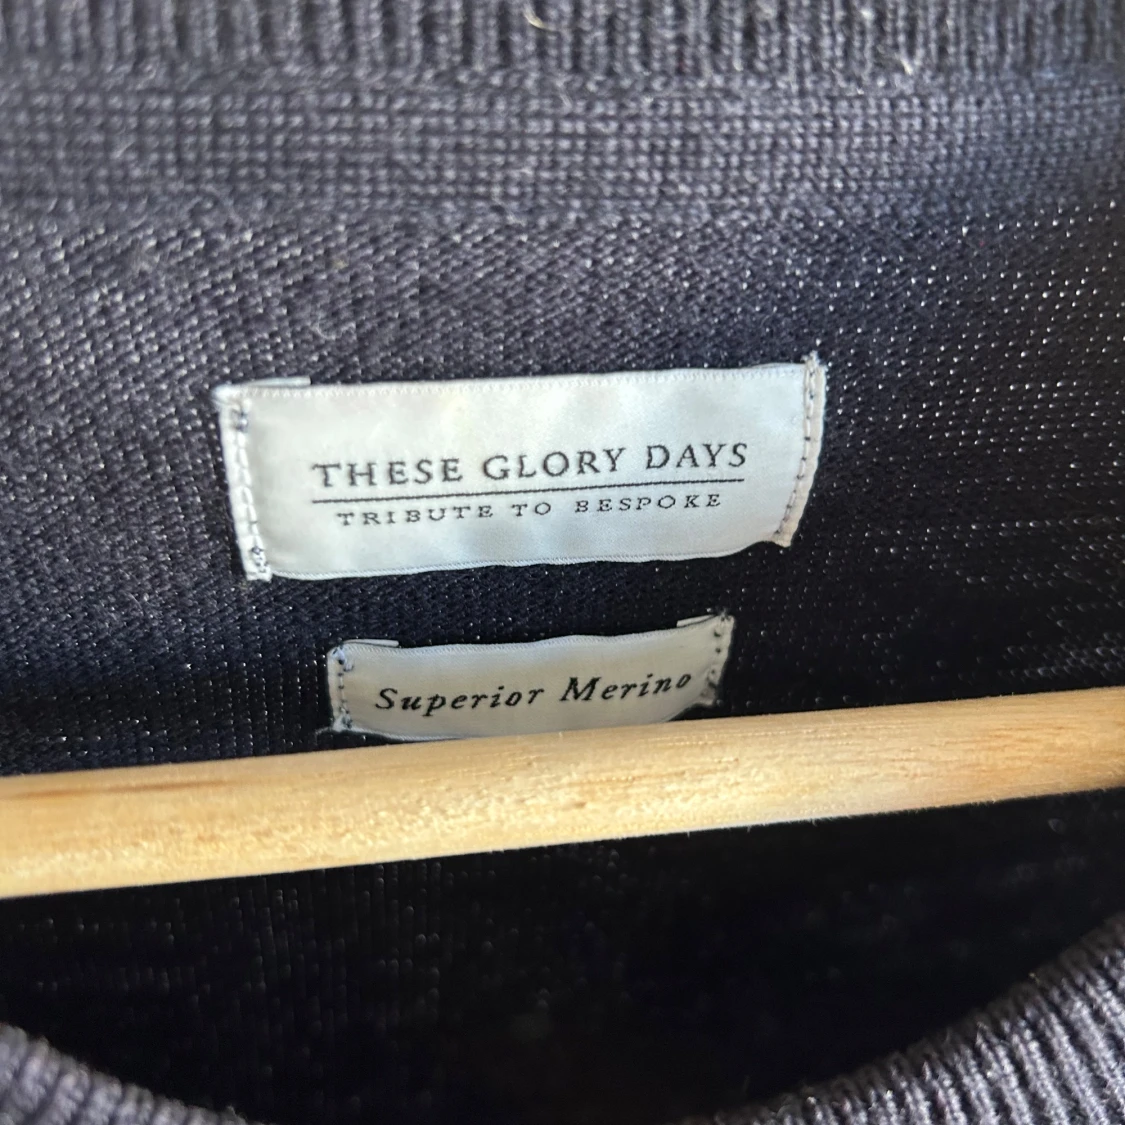 THESE GLORY DAYS
TRIBUTE TO BESPOKE
Superior Merino